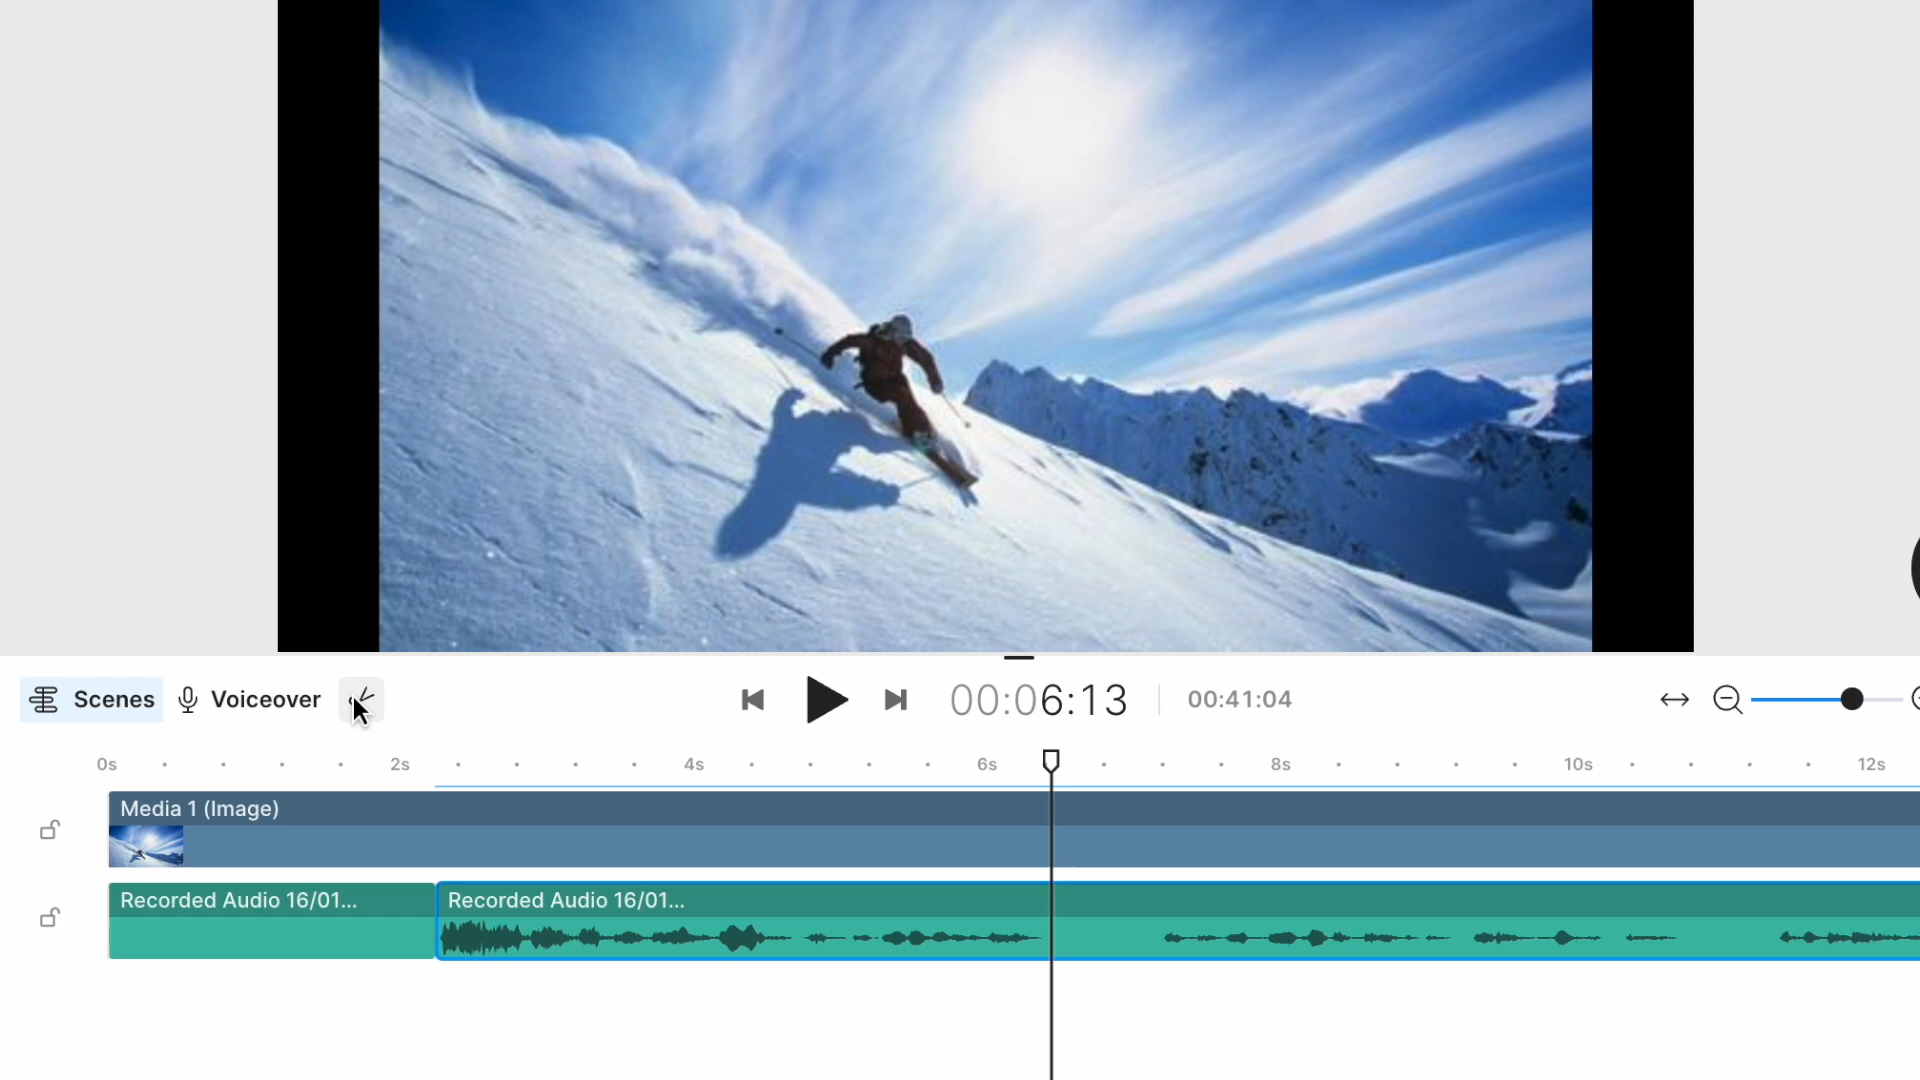 Scenes Voiceover 00:06:13 00:41:04
0s 2s 4s 6s 8s 10s 12s
Media 1 (Image)
Recorded Audio 16/01... Recorded Audio 16/01...